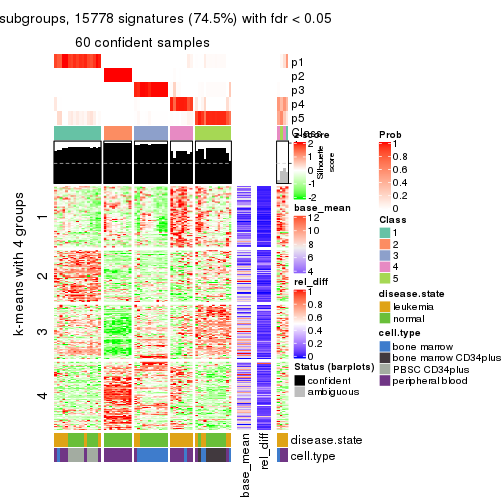 subgroups, 15778 signatures (74.5%) with fdr < 0.05
60 confident samples
p1
p2
p3
p4
p5
Class
Silhouette
score
k-means with 4 groups
1
2
3
4
base_mean
rel_diff
disease.state
cell.type
z-score
2
1
0
-1
-2
base_mean
12
10
8
6
4
rel_diff
1
0.8
0.6
0.4
0.2
0
Status (barplots)
confident
ambiguous
Prob
1
0.8
0.6
0.4
0.2
0
Class
1
2
3
4
5
disease.state
leukemia
normal
cell.type
bone marrow
bone marrow CD34plus
PBSC CD34plus
peripheral blood